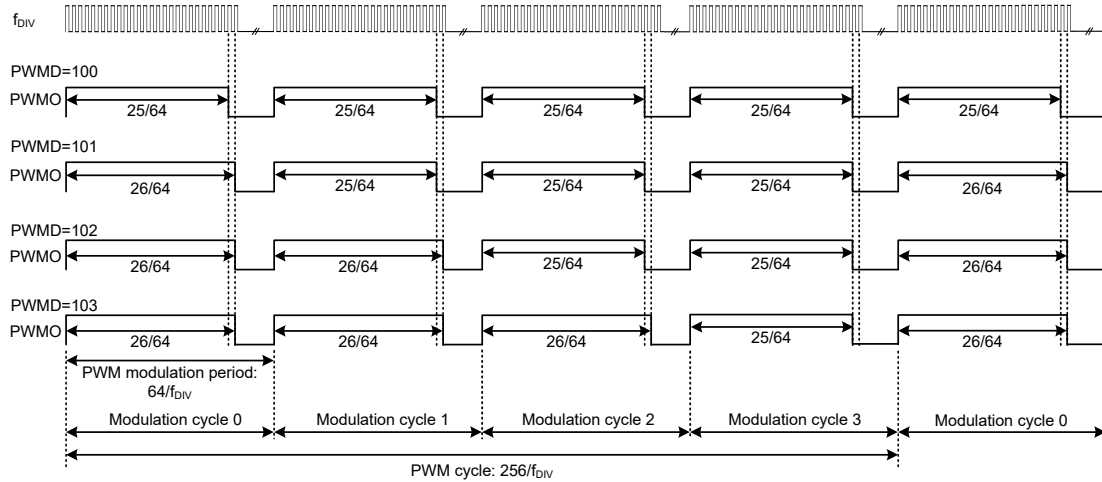 fDIV
PWMD=100
PWMO
25/64 25/64 25/64 25/64 25/64
PWMD=101
PWMO
26/64 25/64 25/64 25/64 26/64
PWMD=102
PWMO
26/64 26/64 25/64 25/64 26/64
PWMD=103
PWMO
26/64 26/64 26/64 25/64 26/64
PWM modulation period:
64/fDIV
Modulation cycle 0 Modulation cycle 1 Modulation cycle 2 Modulation cycle 3 Modulation cycle 0
PWM cycle: 256/fDIV